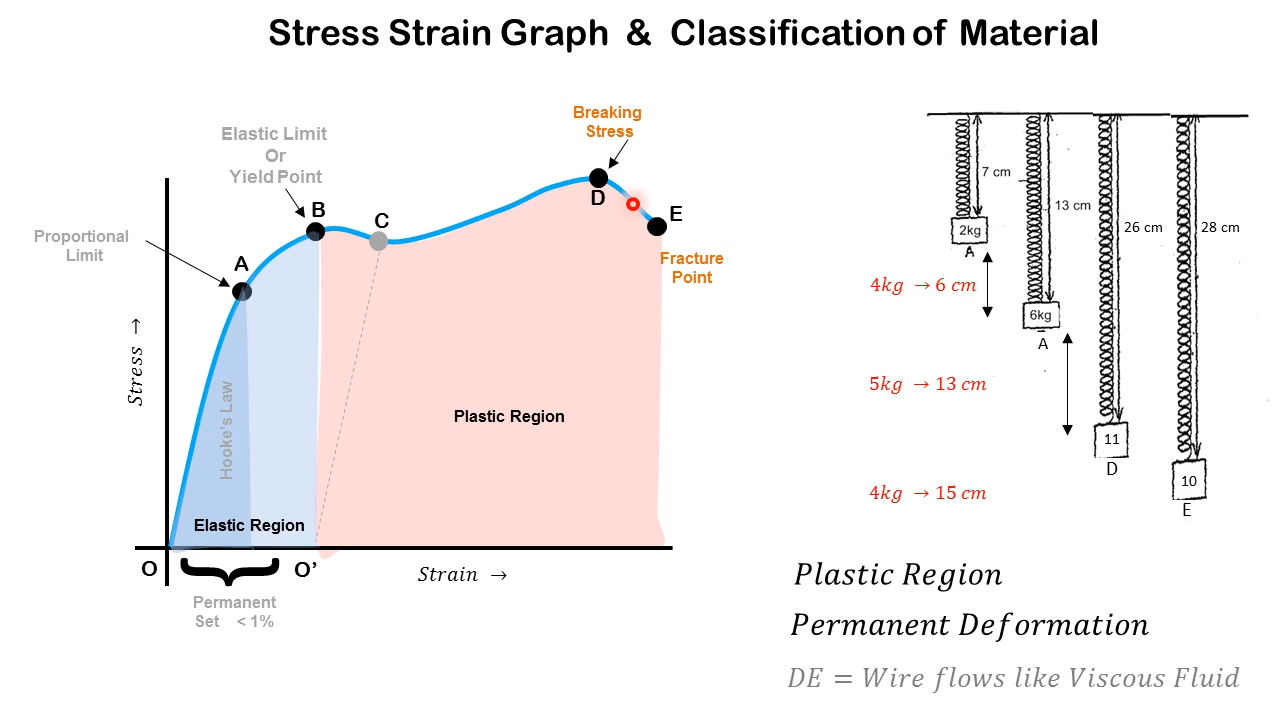 Stress Strain Graph & Classification of Material
Breaking
Stress
Elastic Limit
Or
Yield Point
Proportional
Limit
A
B
C
D
E
Fracture
Point
Stress →
Hooke's Law
Plastic Region
Elastic Region
O
O’
Strain →
Permanent
Set < 1%
7 cm
13 cm
26 cm
28 cm
2kg
A
4kg → 6 cm
6kg
A
5kg → 13 cm
11
D
10
E
4kg → 15 cm
Plastic Region
Permanent Deformation
DE = Wire flows like Viscous Fluid